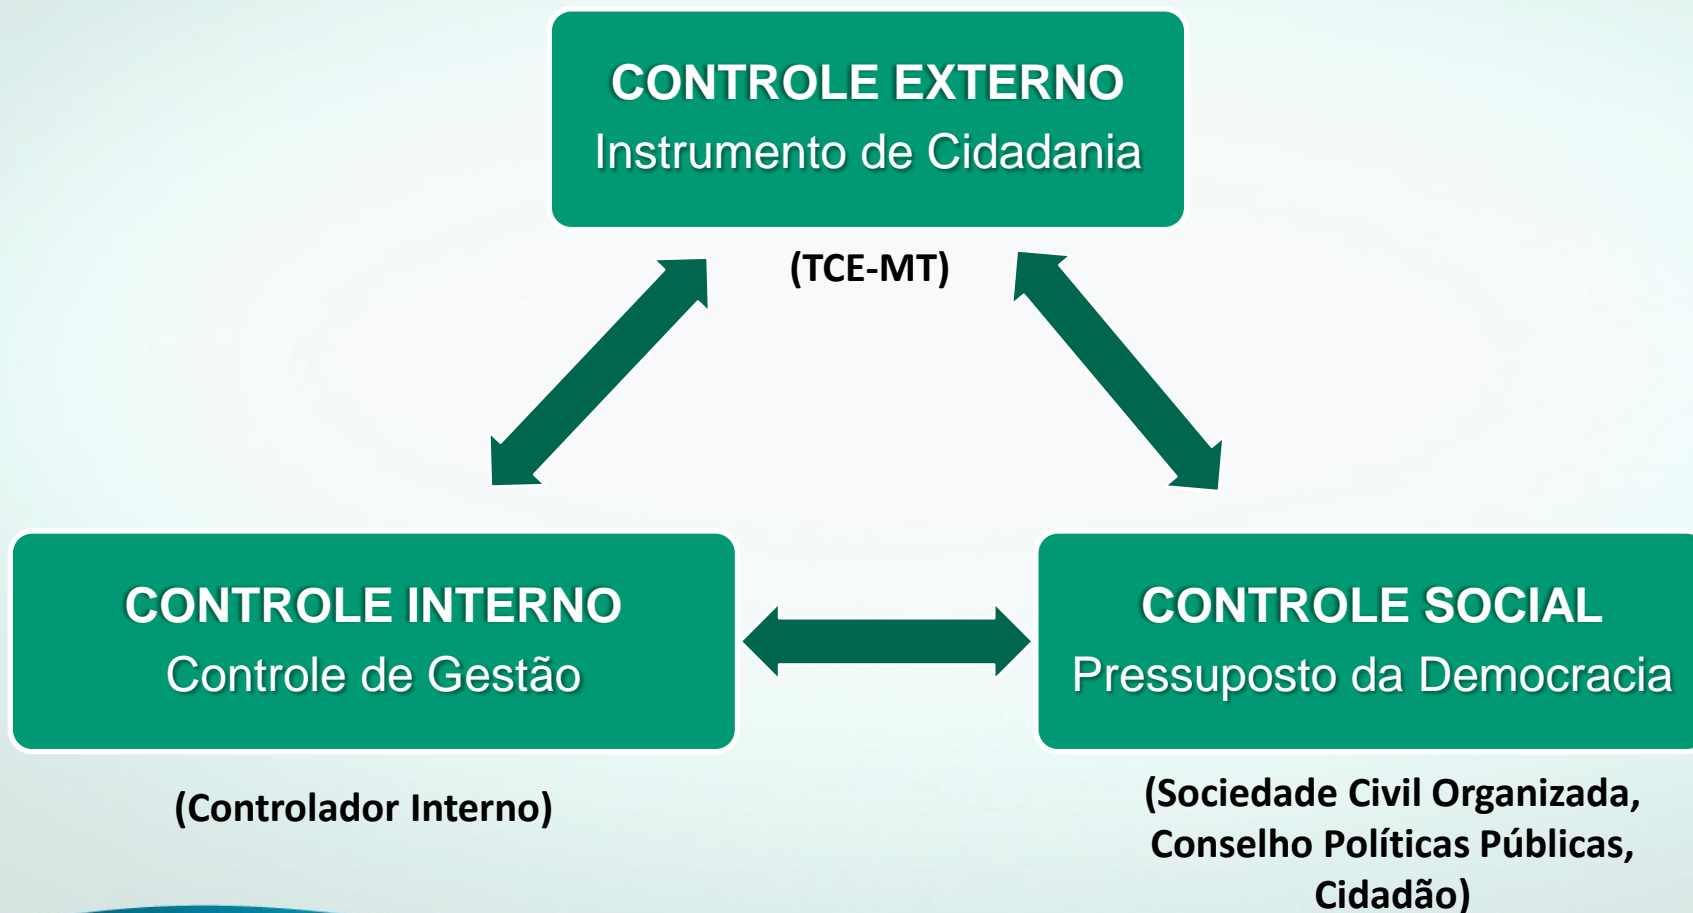 CONTROLE EXTERNO
Instrumento de Cidadania
(TCE-MT)
CONTROLE INTERNO
Controle de Gestão
(Controlador Interno)
CONTROLE SOCIAL
Pressuposto da Democracia
(Sociedade Civil Organizada,
Conselho Políticas Públicas,
Cidadão)